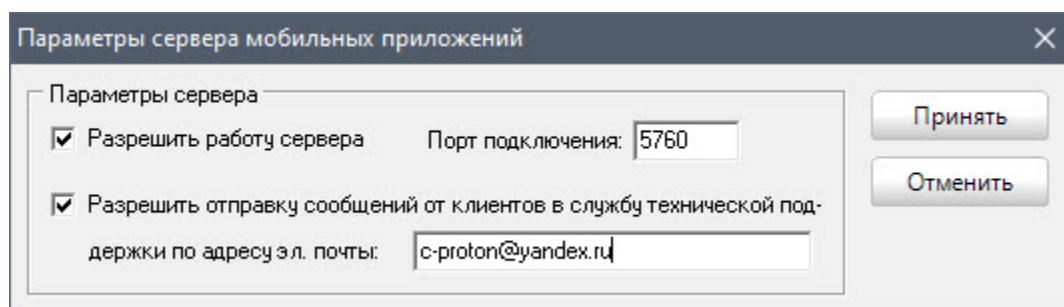 Параметры сервера мобильных приложений
Параметры сервера
Разрешить работу сервера Порт подключения: 5760
Разрешить отправку сообщений от клиентов в службу технической под-
держки по адресу эл. почты: c-proton@yandex.ru
Принять
Отменить